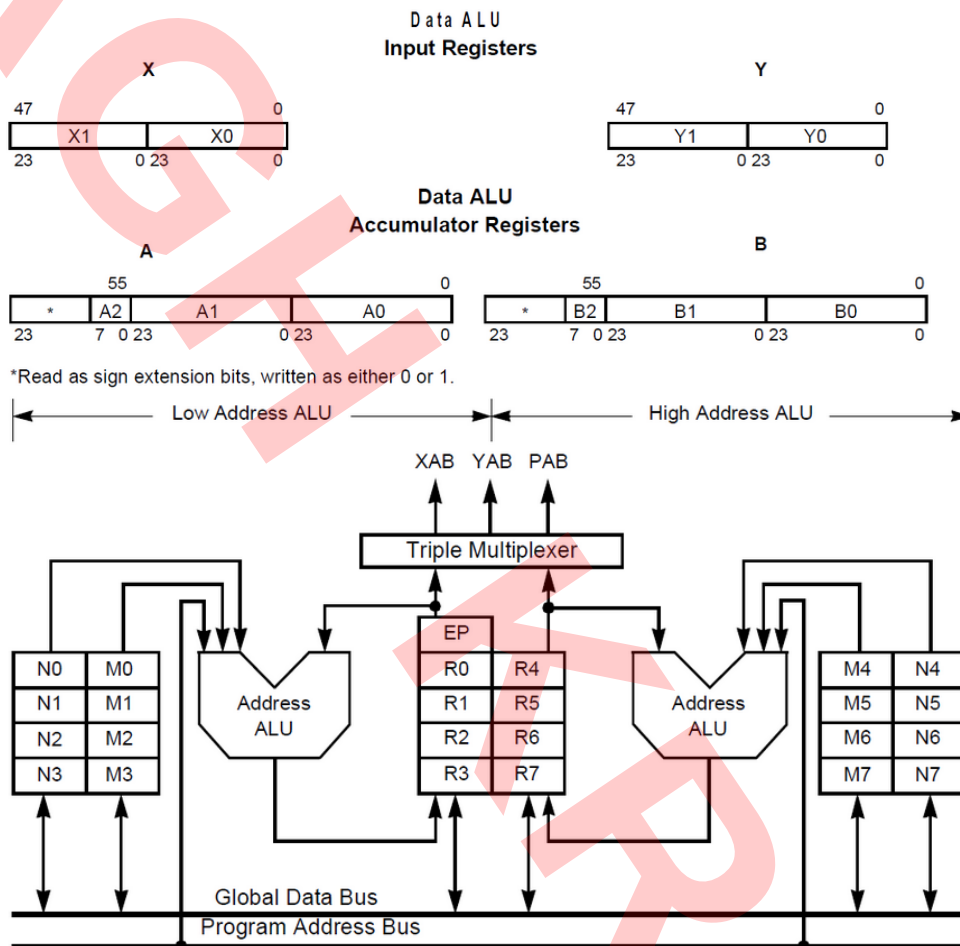 Data ALU
Input Registers
X Y
47 0 47 0
X1 X0 Y1 Y0
23 0 23 0 23 0 23 0
Data ALU
Accumulator Registers
A B
55 0 55 0
* A2 A1 A0 * B2 B1 B0
23 7 0 23 0 23 0 23 7 0 23 0 23 0
*Read as sign extension bits, written as either 0 or 1.
Low Address ALU High Address ALU
XAB YAB PAB
Triple Multiplexer
EP
N0 M0 R0 R4 M4 N4
N1 M1 Address R1 R5 Address M5 N5
ALU ALU
N2 M2 R2 R6 M6 N6
N3 M3 R3 R7 M7 N7
Global Data Bus
Program Address Bus
GH KR